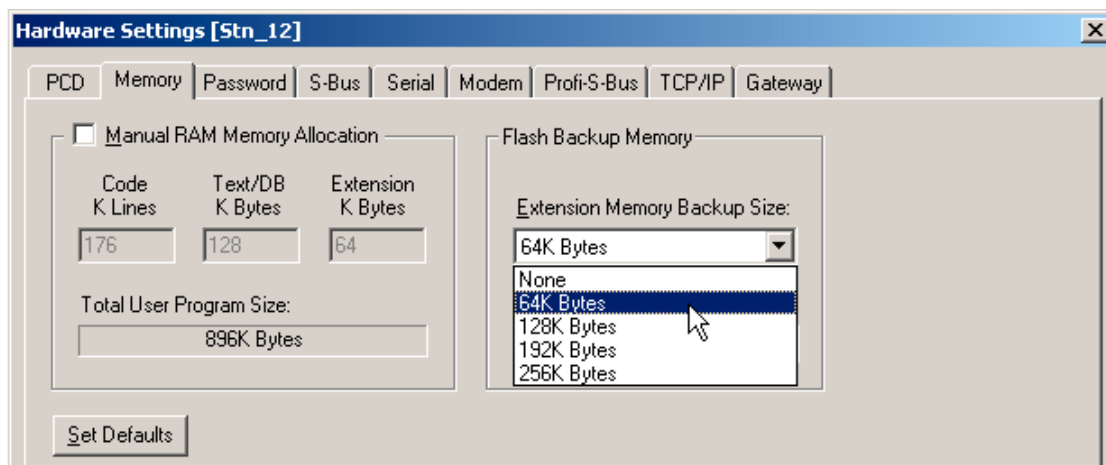 Hardware Settings [Stn_12]
PCD Memory Password S-Bus Serial Modem Profi-S-Bus TCP/IP Gateway
Manual RAM Memory Allocation
Code
K Lines
Text/DB
K Bytes
Extension
K Bytes
176
128
64
Total User Program Size:
896K Bytes
Flash Backup Memory
Extension Memory Backup Size:
64K Bytes
None
64K Bytes
128K Bytes
192K Bytes
256K Bytes
Set Defaults